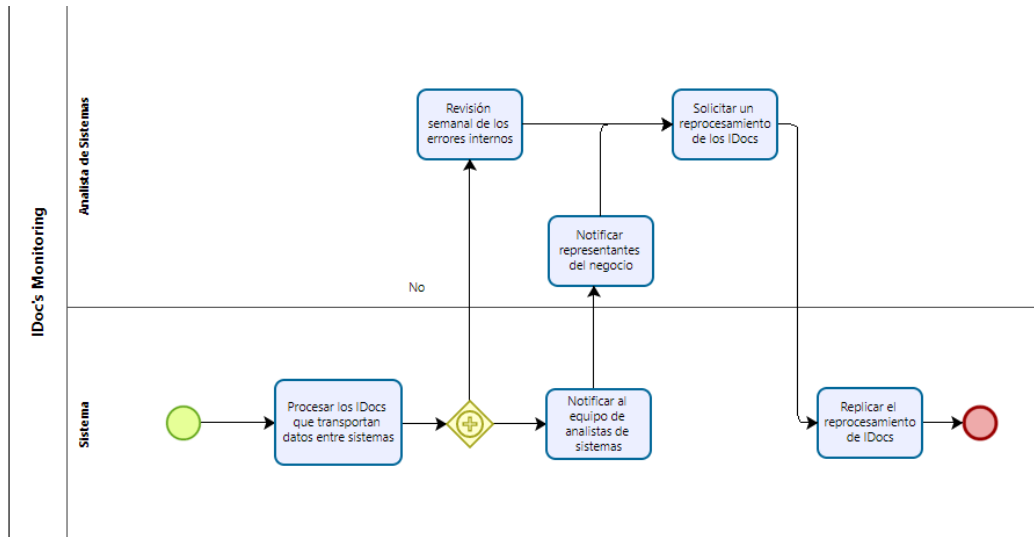 IDoc's Monitoring
Analista de Sistemas
Revisión
semanal de los
errores internos
Solicitar un
reprocesamiento
de los IDocs
Notificar
representantes
del negocio
No
Sistema
Procesar los IDocs
que transportan
datos entre sistemas
Notificar al
equipo de
analistas de
sistemas
Replicar el
reprocesamiento
de IDocs